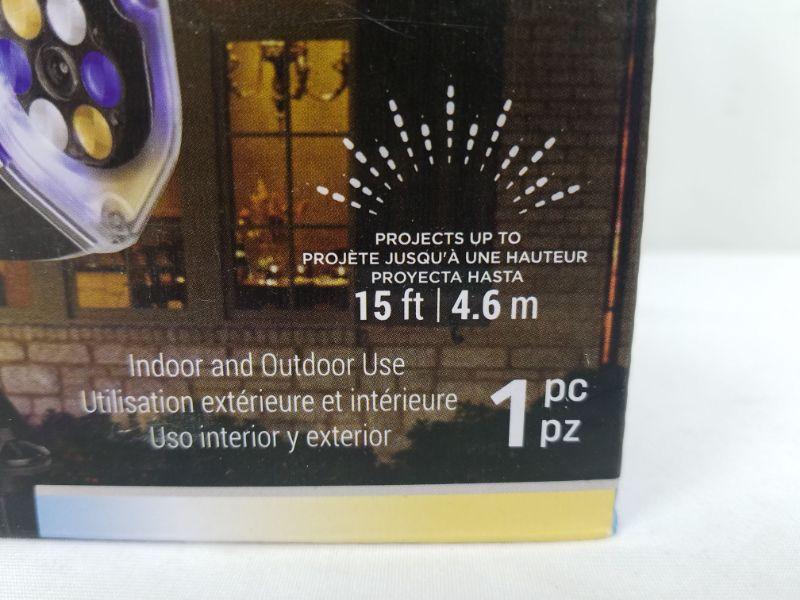 PROJECTS UP TO
PROJÈTE JUSQU'À UNE HAUTEUR
PROYECTA HASTA
15 ft | 4.6 m
Indoor and Outdoor Use
Utilisation extérieure et intérieure
Uso interior y exterior
1 pc
pz